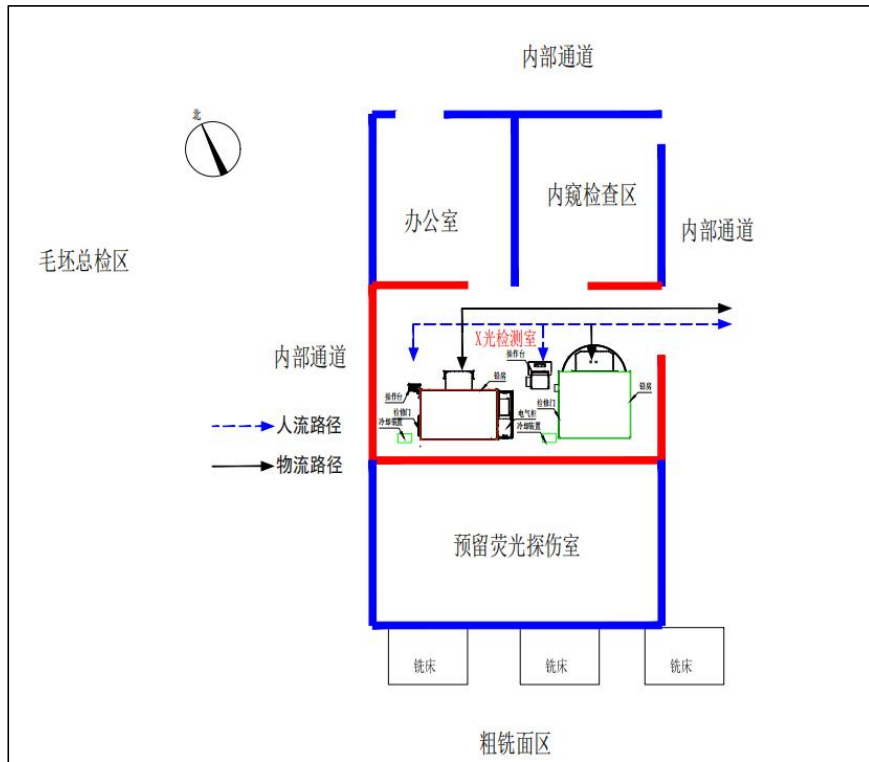 内部通道
北
内窥检查区
办公室
内部通道
毛坯总检区
X光检测室
操作台
内部通道
铅房
操作台
铅房
检修门
检修门
电气柜
冷却装置
冷却装置
人流路径
物流路径
预留荧光探伤室
铣床
铣床
铣床
粗铣面区